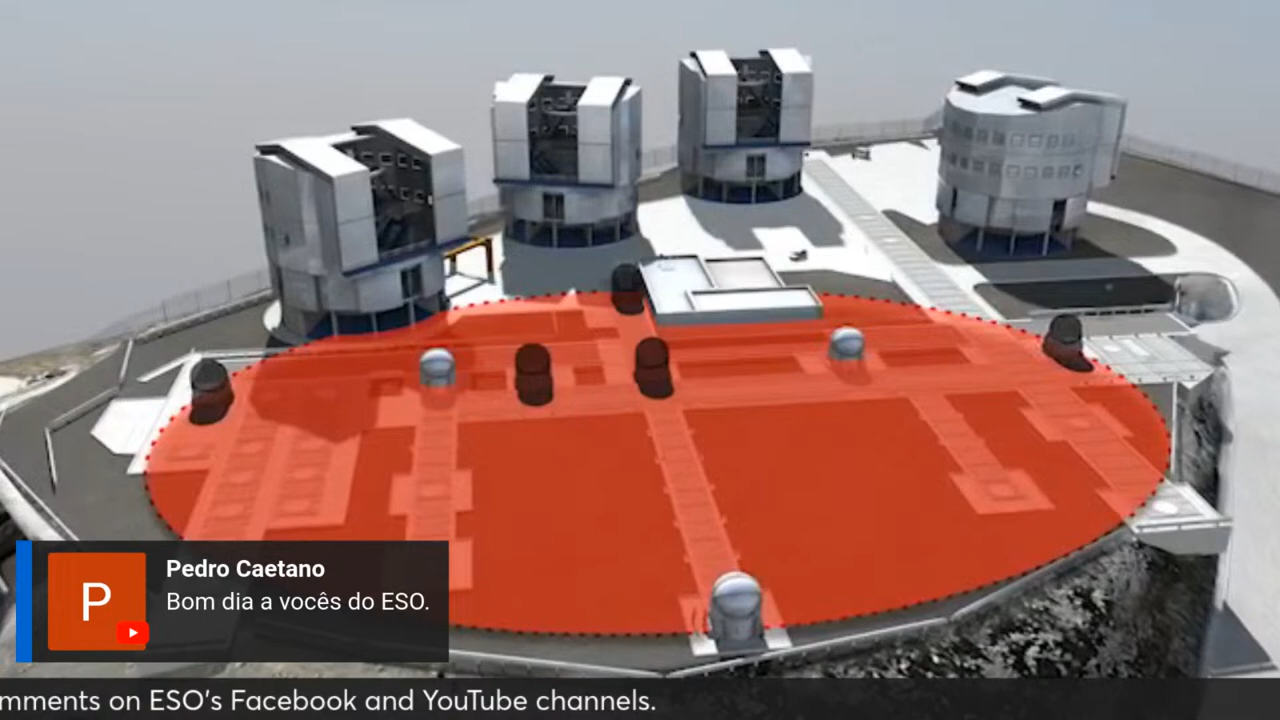 P
Pedro Caetano
Bom dia a vocês do ESO.
mments on ESO's Facebook and YouTube channels.